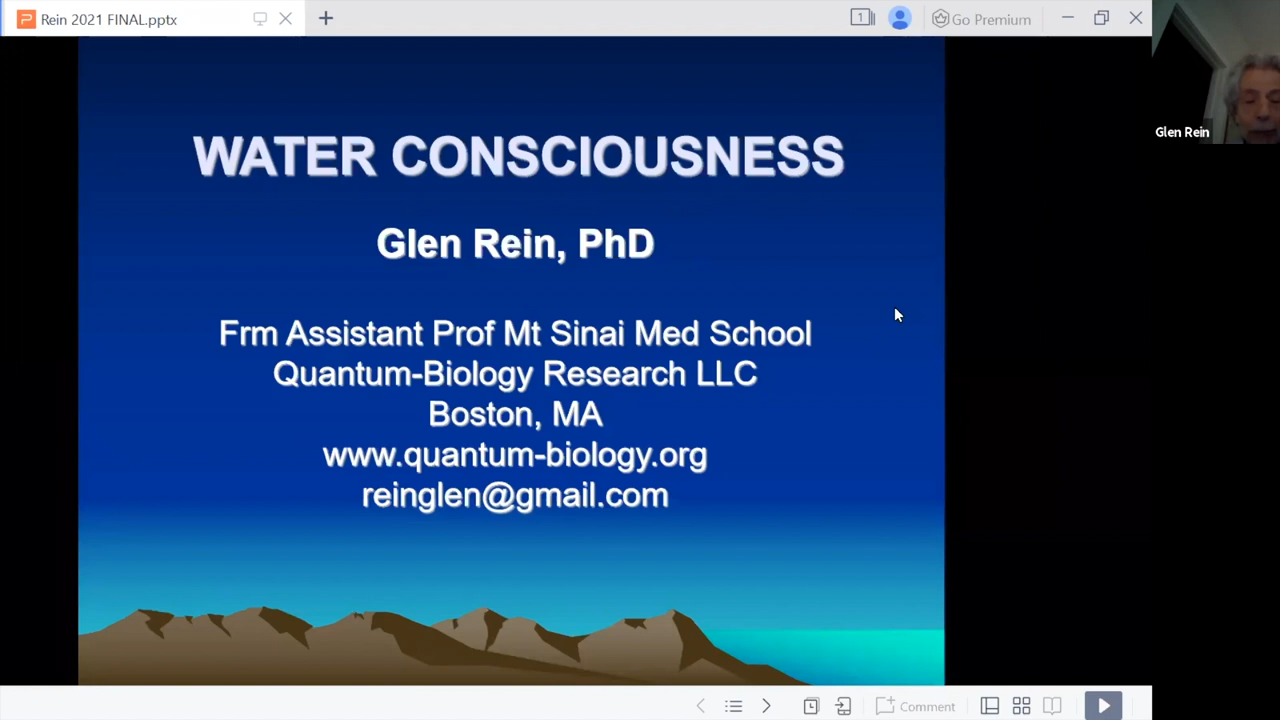 Rein 2021 FINAL.pptx
1
Go Premium
WATER CONSCIOUSNESS
Glen Rein, PhD
Frm Assistant Prof Mt Sinai Med School
Quantum-Biology Research LLC
Boston, MA
www.quantum-biology.org
reinglen@gmail.com
Glen Rein
Comment